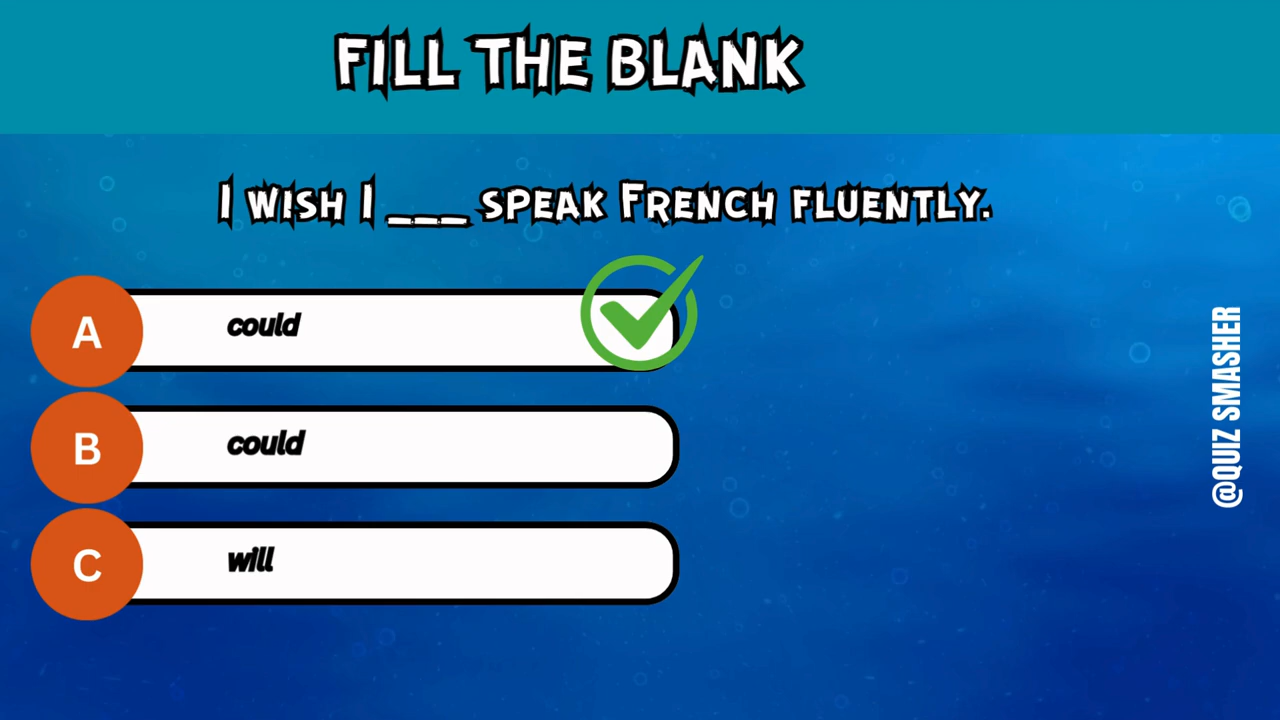 FILL THE BLANK
I WISH I ___ SPEAK FRENCH FLUENTLY.
A could
B could
C will
@QUIZ SMASHER